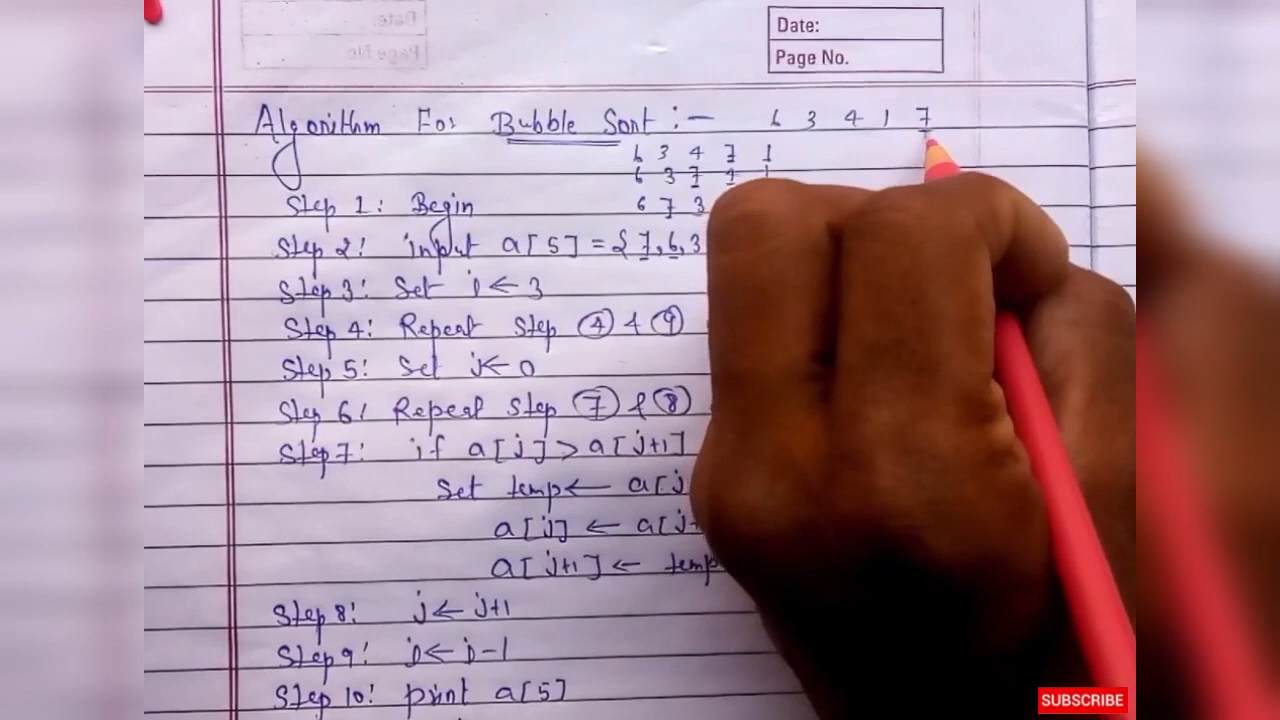 Date:
Page No.
Algorithm For Bubble Sort :- 6 3 4 1 7
6 3 4 7 1
6 3 7 4 1
Step 1: Begin 6 7 3
Step 2: input a[5] = {7,6,3
Step 3: Set i ← 3
Step 4: Repeat Step (4) & (9)
Step 5: Set j ← 0
Step 6: Repeat Step (7) & (8)
Step 7: if a[j] > a[j+1]
Set temp ← a[j
a[j] ← a[j+
a[j+1] ← temp
Step 8: j ← j+1
Step 9: i ← i-1
Step 10: print a[5]
SUBSCRIBE